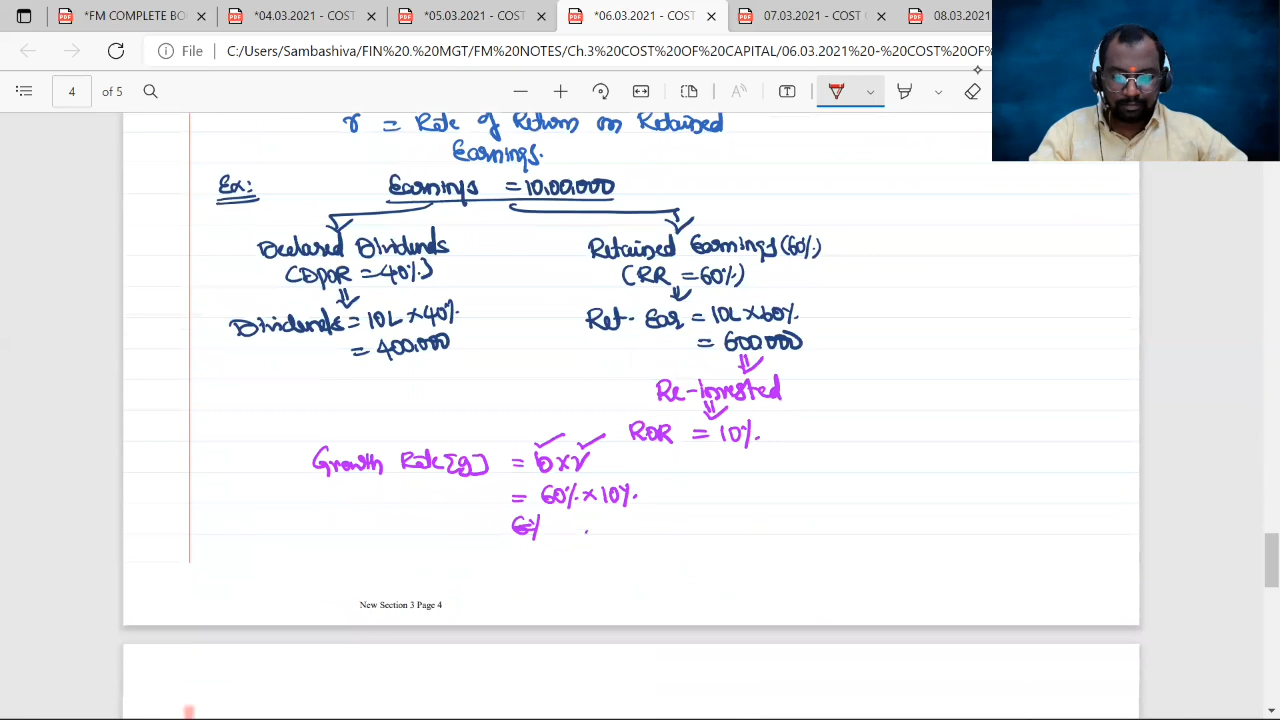 *FM COMPLETE BO
*04.03.2021 - COST
*05.03.2021 - COST
*06.03.2021 - COST
07.03.2021 - COST
08.03.2021
File C:/Users/Sambashiva/FIN%20.%20MGT/FM%20NOTES/Ch.3%20COST%20OF%20CAPITAL/06.03.2021%20-%20COST%20OF%
4 of 5
r = Rate of Return on Retained
Earnings.
Ex: Earnings = 10,00,000
Declared Dividends Retained Earnings (60%)
(DPOR = 40%) (RR = 60%)
Dividends = 10L × 40% Ret. Ear = 10L × 60%
= 400,000 = 600,000
Re-Invested
ROR = 10%.
Growth Rate [g] = b×r
= 60% × 10%.
6%
New Section 3 Page 4